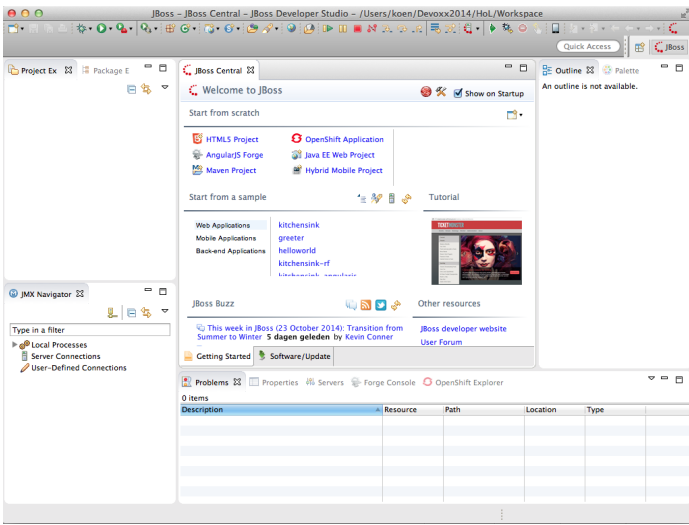 JBoss – JBoss Central – JBoss Developer Studio – /Users/koen/Devoxx2014/HoL/Workspace
Quick Access
JBoss
Project Ex
Package E
JBoss Central
Outline
Palette
Welcome to JBoss
Show on Startup
An outline is not available.
Start from scratch
HTML5 Project
OpenShift Application
AngularJS Forge
Java EE Web Project
Maven Project
Hybrid Mobile Project
Start from a sample
Tutorial
Web Applications
kitchensink
Mobile Applications
greeter
Back-end Applications
helloworld
kitchensink-rf
kitchensink-angularjs
JMX Navigator
JBoss Buzz
Other resources
Type in a filter
This week in JBoss (23 October 2014): Transition from
Summer to Winter 5 dagen geleden by Kevin Conner
JBoss developer website
User Forum
Local Processes
Server Connections
User-Defined Connections
Getting Started
Software/Update
Problems
Properties
Servers
Forge Console
OpenShift Explorer
0 items
Description
Resource
Path
Location
Type